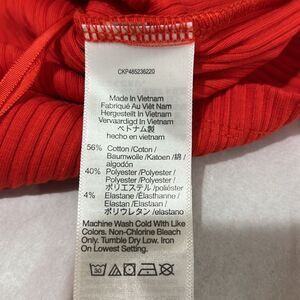 CKP485236220
Made In Vietnam
Fabriqué Au Viêt Nam
Hergestellt In Vietnam
Vervaardigd In Vietnam
ベトナム製
hecho en vietnam
56% Cotton /Coton /
Baumwolle /Katoen /綿 /
algodón
40% Polyester /Polyester /
Polyester /Polyester /
ポリエステル /poliéster
4% Elastane /Élasthanne /
Elastan /Elastaan /
ポリウレタン /elastano
Machine Wash Cold With Like
Colors. Non-Chlorine Bleach
Only. Tumble Dry Low. Iron
on Lowest Setting.
30